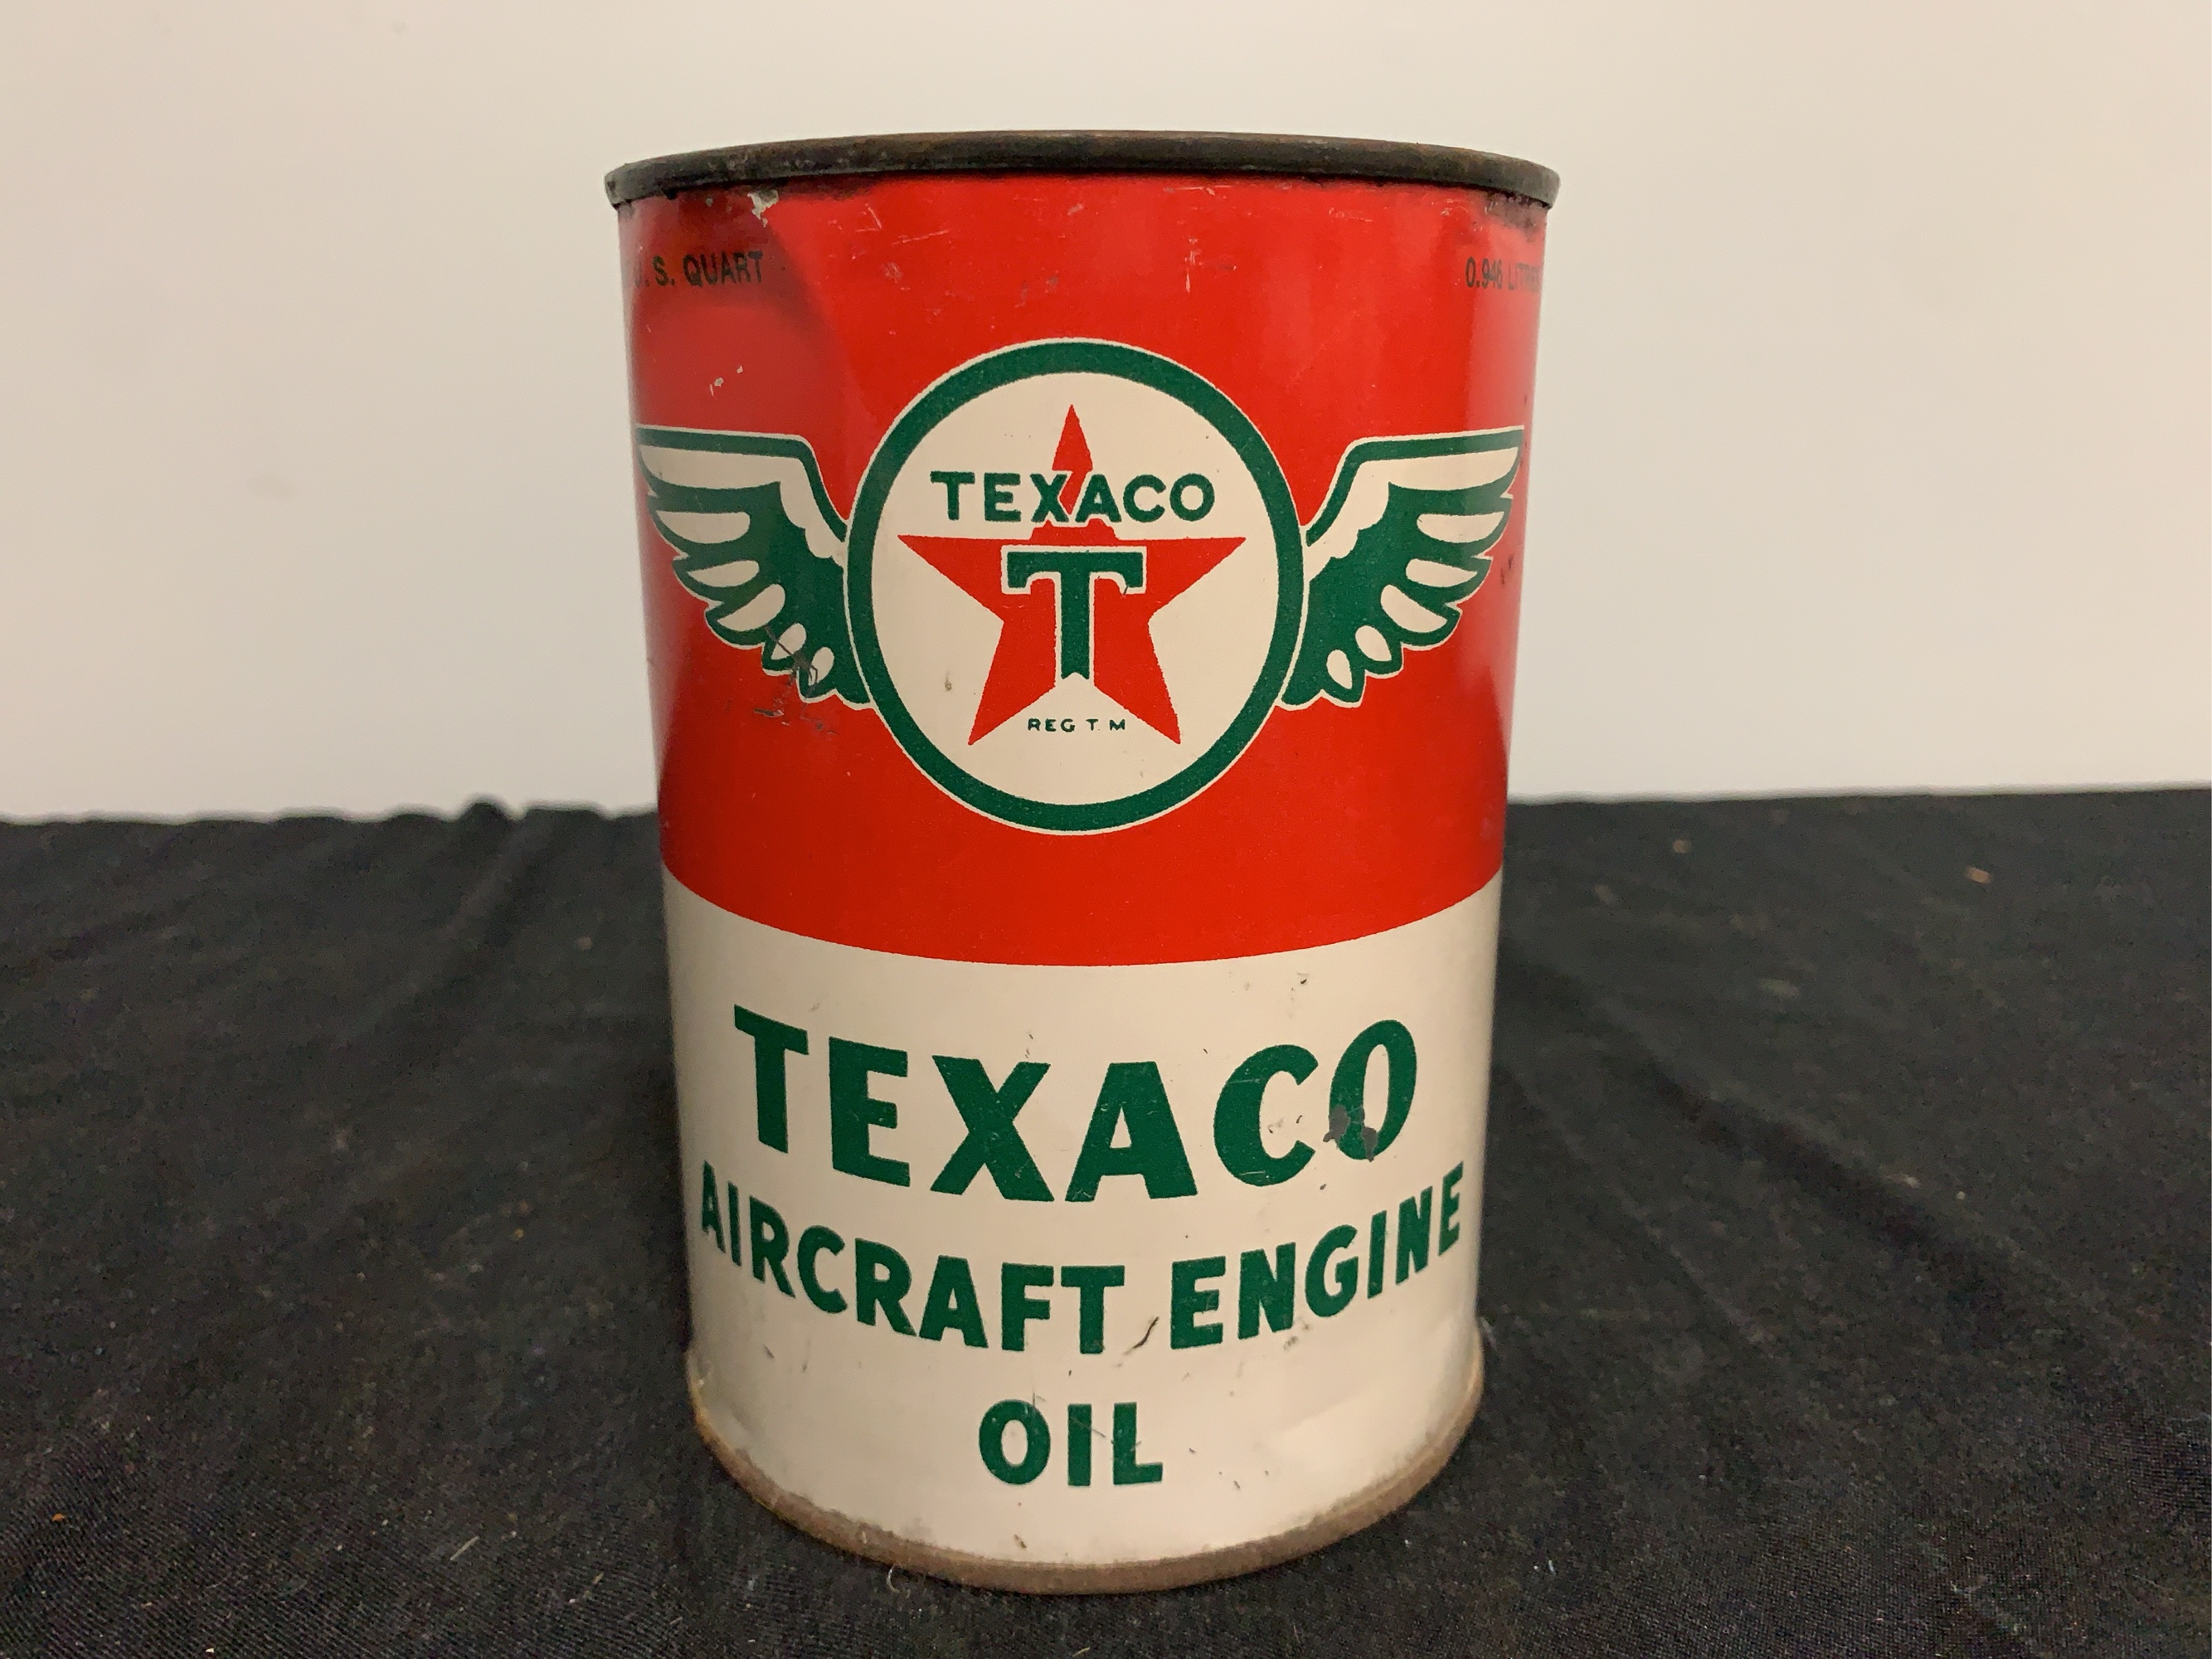 U. S. QUART
0.946 LITRES
TEXACO
T
REG T M
TEXACO
AIRCRAFT ENGINE
OIL